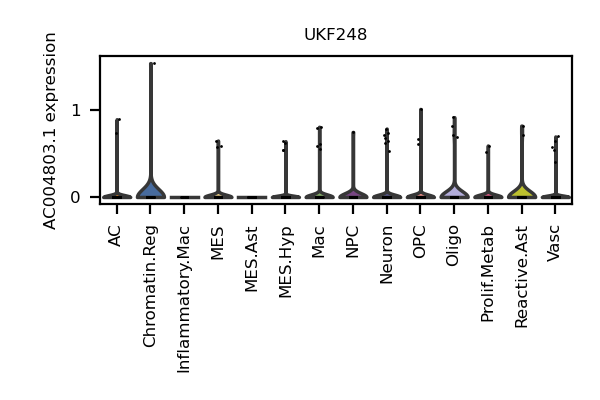 UKF248
AC004803.1 expression
1
0
AC
Chromatin.Reg
Inflammatory.Mac
MES
MES.Ast
MES.Hyp
Mac
NPC
Neuron
OPC
Oligo
Prolif.Metab
Reactive.Ast
Vasc